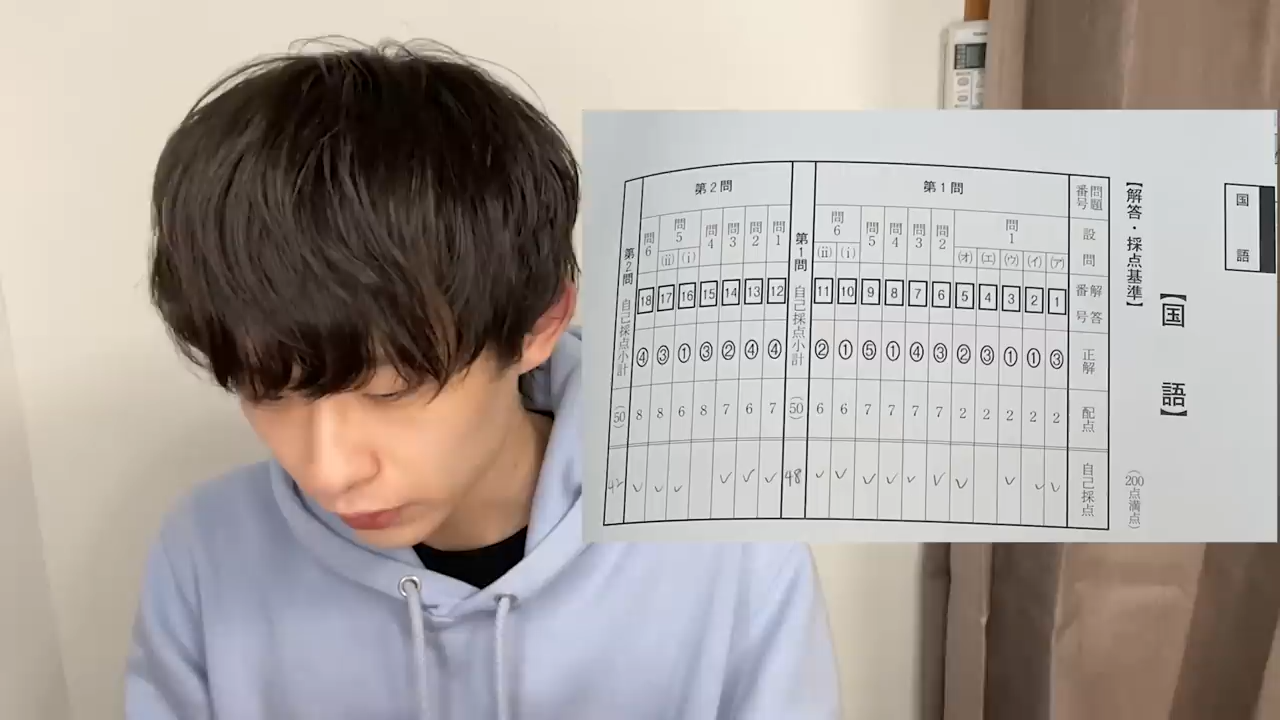 国語
【国語】
【解答・採点基準】
(200点満点)
問題番号 設問 解答番号 正解 配点 自己採点
第1問
問1 (ア) 1 ③ 2 ✓
(イ) 2 ① 2 ✓
(ウ) 3 ① 2 ✓
(エ) 4 ③ 2
(オ) 5 ② 2 ✓
問2 6 ③ 7 ✓
問3 7 ④ 7 ✓
問4 8 ① 7 ✓
問5 9 ⑤ 7 ✓
問6 (i) 10 ① 6 ✓
(ii) 11 ② 6 ✓
第1問 自己採点小計 (50) 48
第2問
問1 12 ④ 7 ✓
問2 13 ④ 6 ✓
問3 14 ② 7 ✓
問4 15 ③ 8
問5 (i) 16 ① 6 ✓
(ii) 17 ③ 8 ✓
問6 18 ④ 8 ✓
第2問 自己採点小計 (50) 42